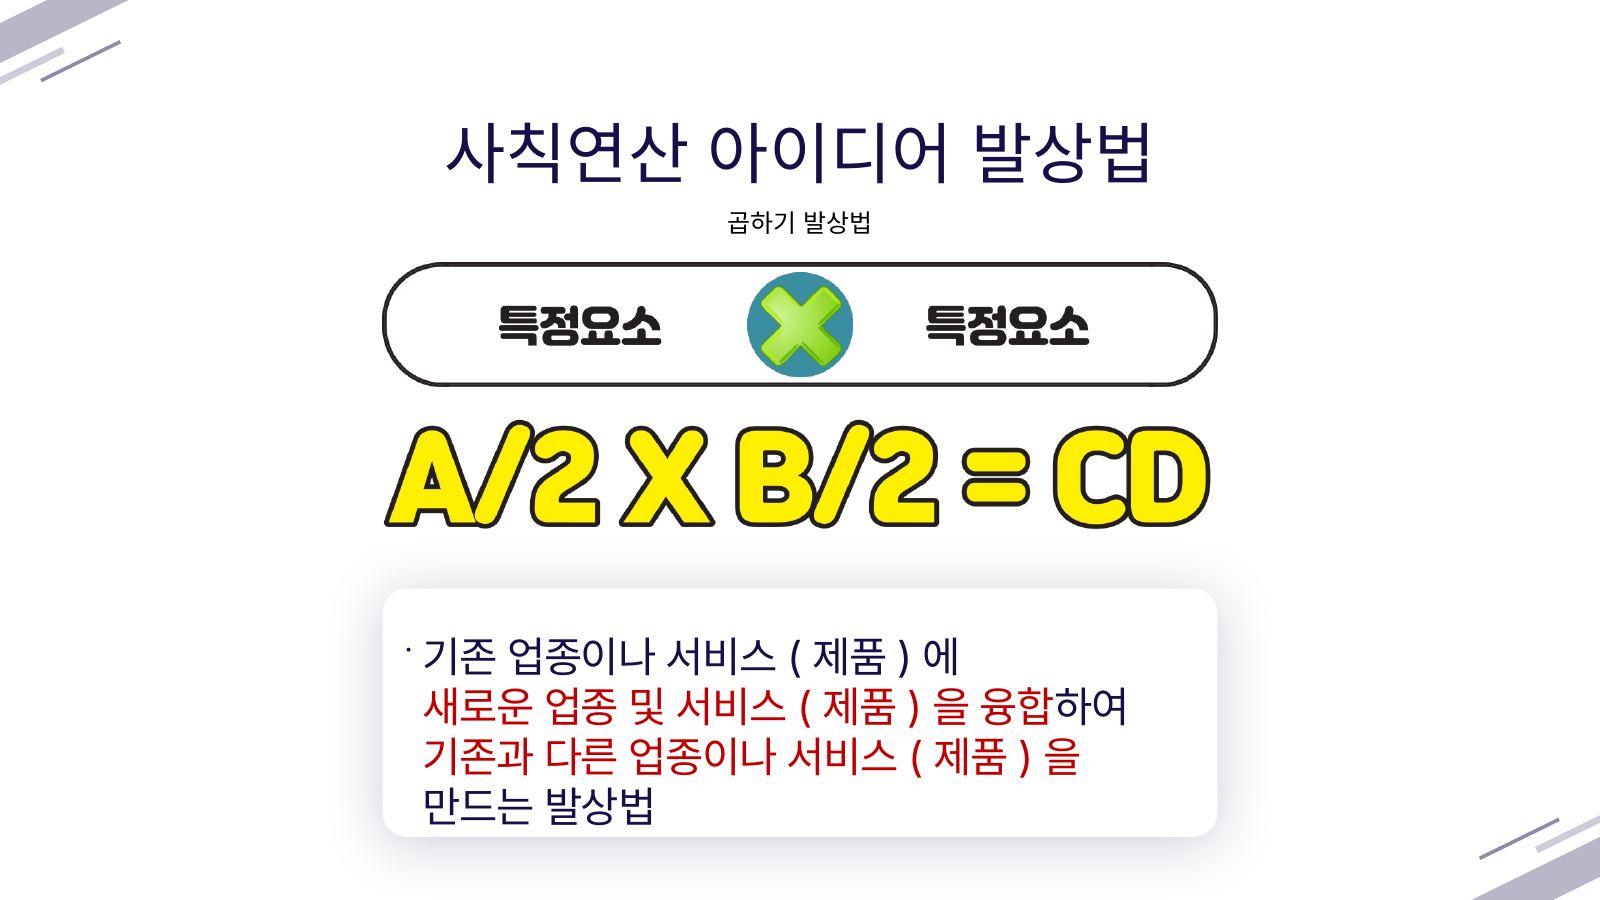 사칙연산 아이디어 발상법
곱하기 발상법
특정요소 X 특정요소
A/2 X B/2 = CD
· 기존 업종이나 서비스 ( 제품 ) 에
새로운 업종 및 서비스 ( 제품 ) 을 융합하여
기존과 다른 업종이나 서비스 ( 제품 ) 을
만드는 발상법